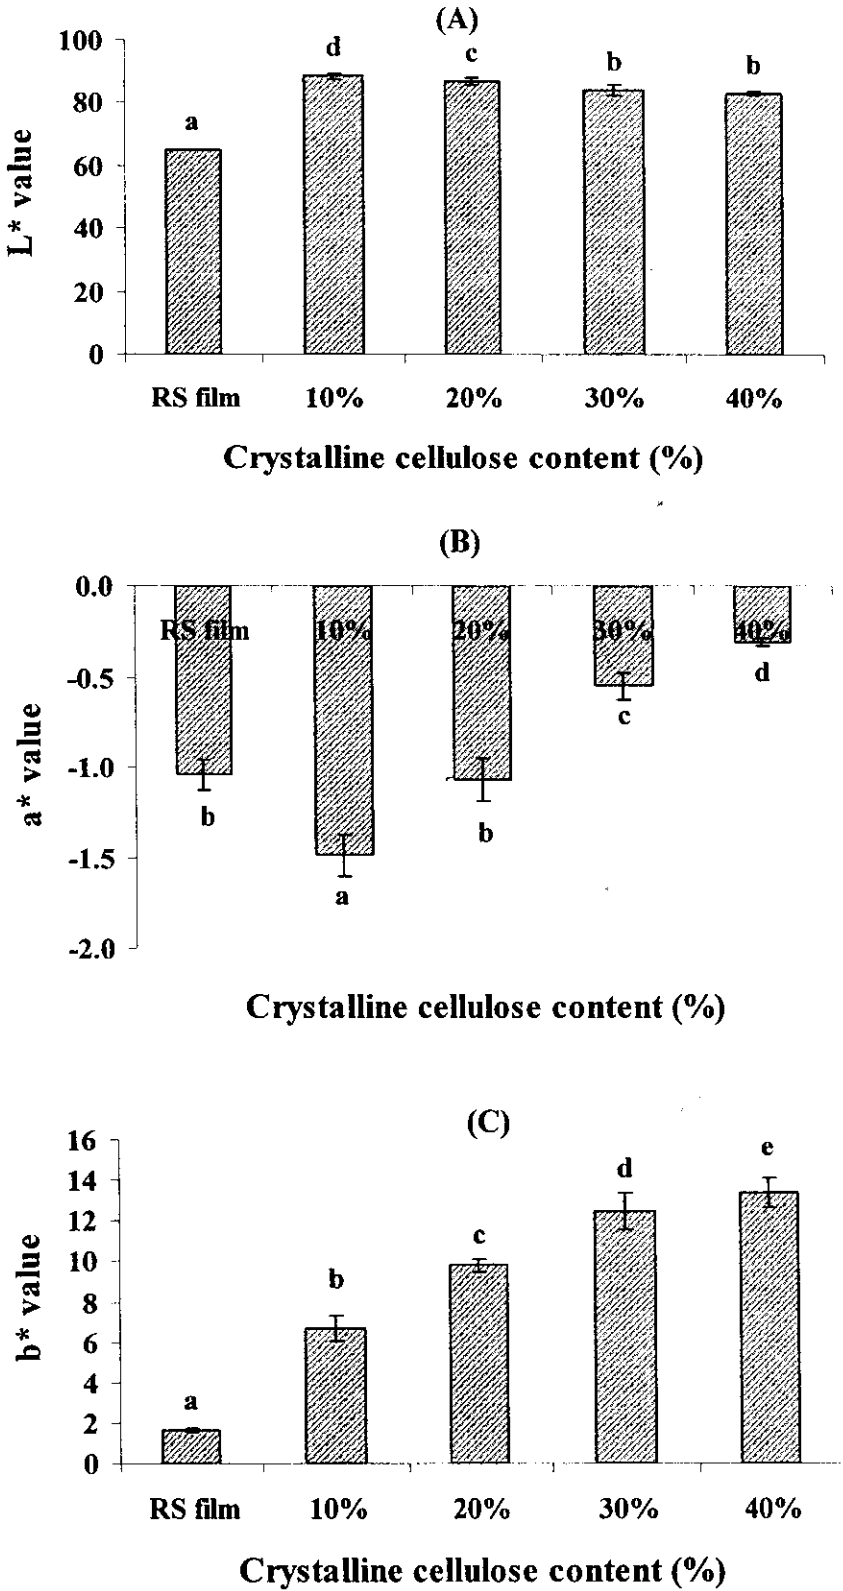 (A)
100
80
60
40
20
0
L* value
a
d
c
b
b
RS film 10% 20% 30% 40%
Crystalline cellulose content (%)
(B)
0.0
-0.5
-1.0
-1.5
-2.0
a* value
RS film 10% 20% 30% 40%
b
a
b
c
d
Crystalline cellulose content (%)
(C)
16
14
12
10
8
6
4
2
0
b* value
a
b
c
d
e
RS film 10% 20% 30% 40%
Crystalline cellulose content (%)